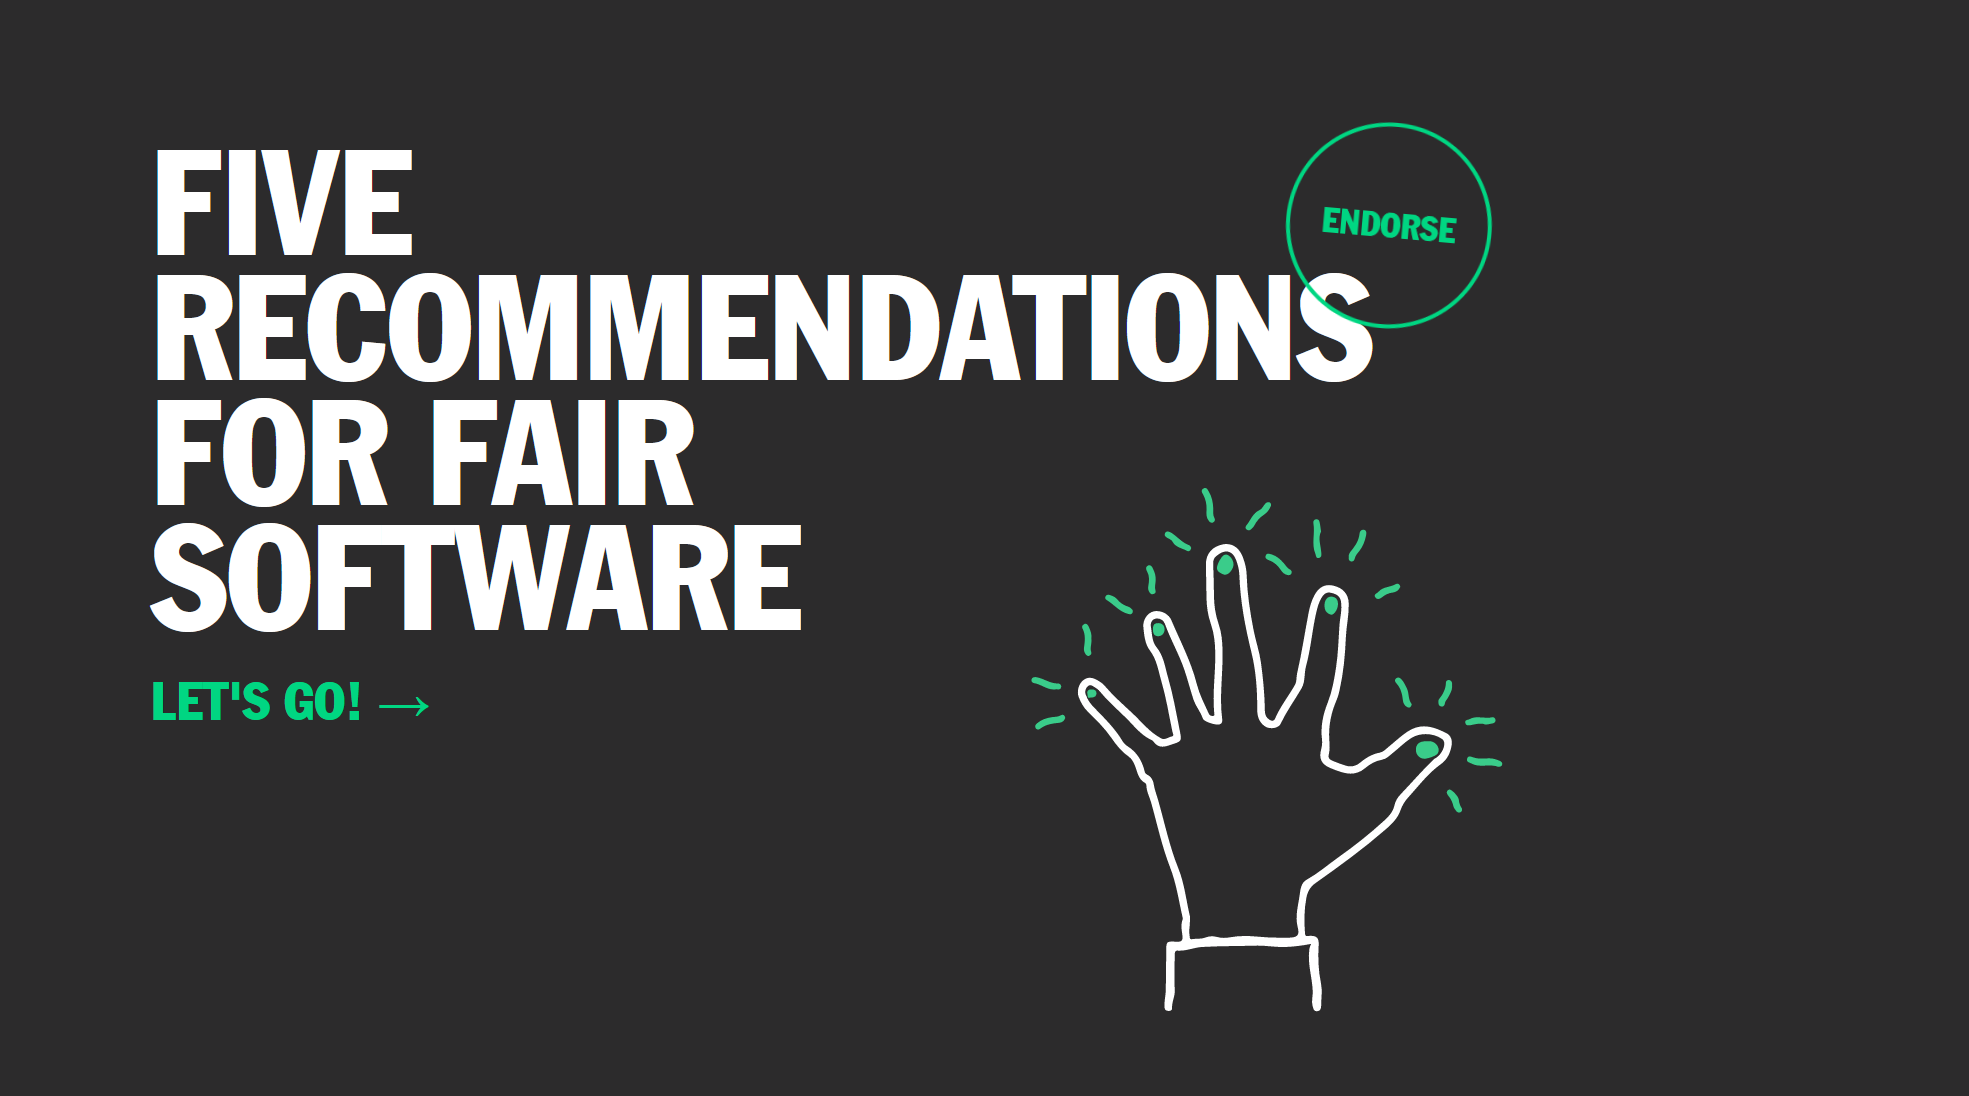 ENDORSE
FIVE
RECOMMENDATIONS
FOR FAIR
SOFTWARE
LET'S GO! →